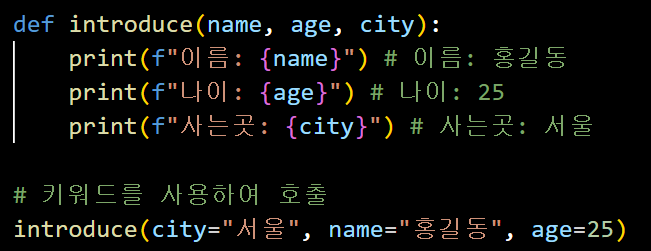 def introduce(name, age, city):
    print(f"이름: {name}") # 이름: 홍길동
    print(f"나이: {age}") # 나이: 25
    print(f"사는곳: {city}") # 사는곳: 서울

# 키워드를 사용하여 호출
introduce(city="서울", name="홍길동", age=25)